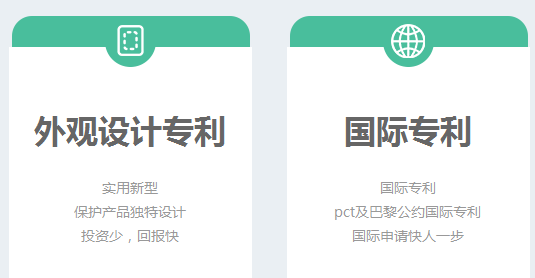 外观设计专利
实用新型
保护产品独特设计
投资少，回报快
国际专利
国际专利
pct及巴黎公约国际专利
国际申请快人一步